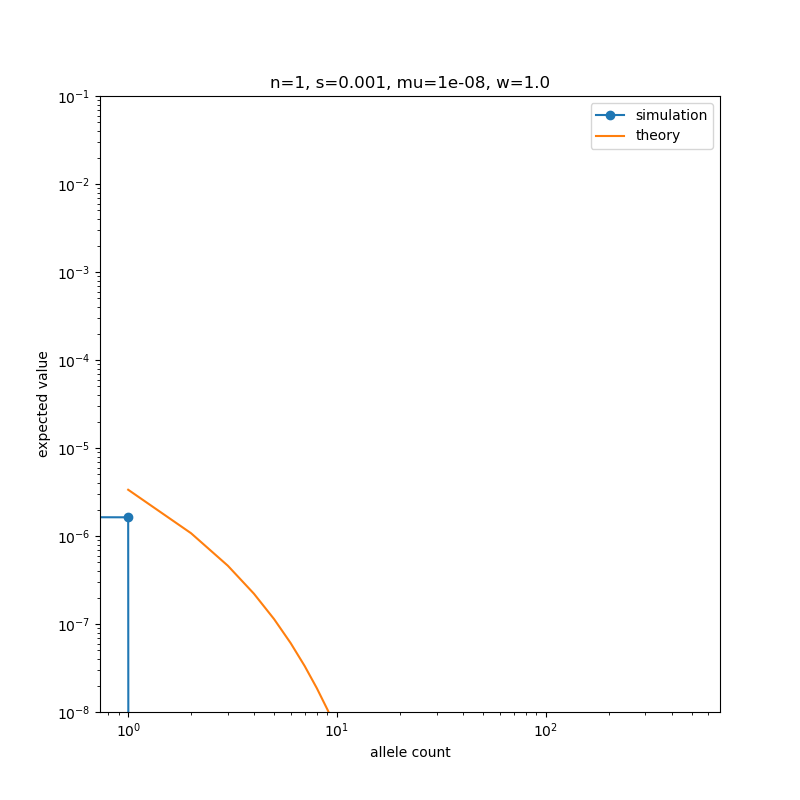 n=1, s=0.001, mu=1e-08, w=1.0
simulation
theory
10⁻¹
10⁻²
10⁻³
10⁻⁴
10⁻⁵
10⁻⁶
10⁻⁷
10⁻⁸
expected value
10⁰
10¹
10²
allele count